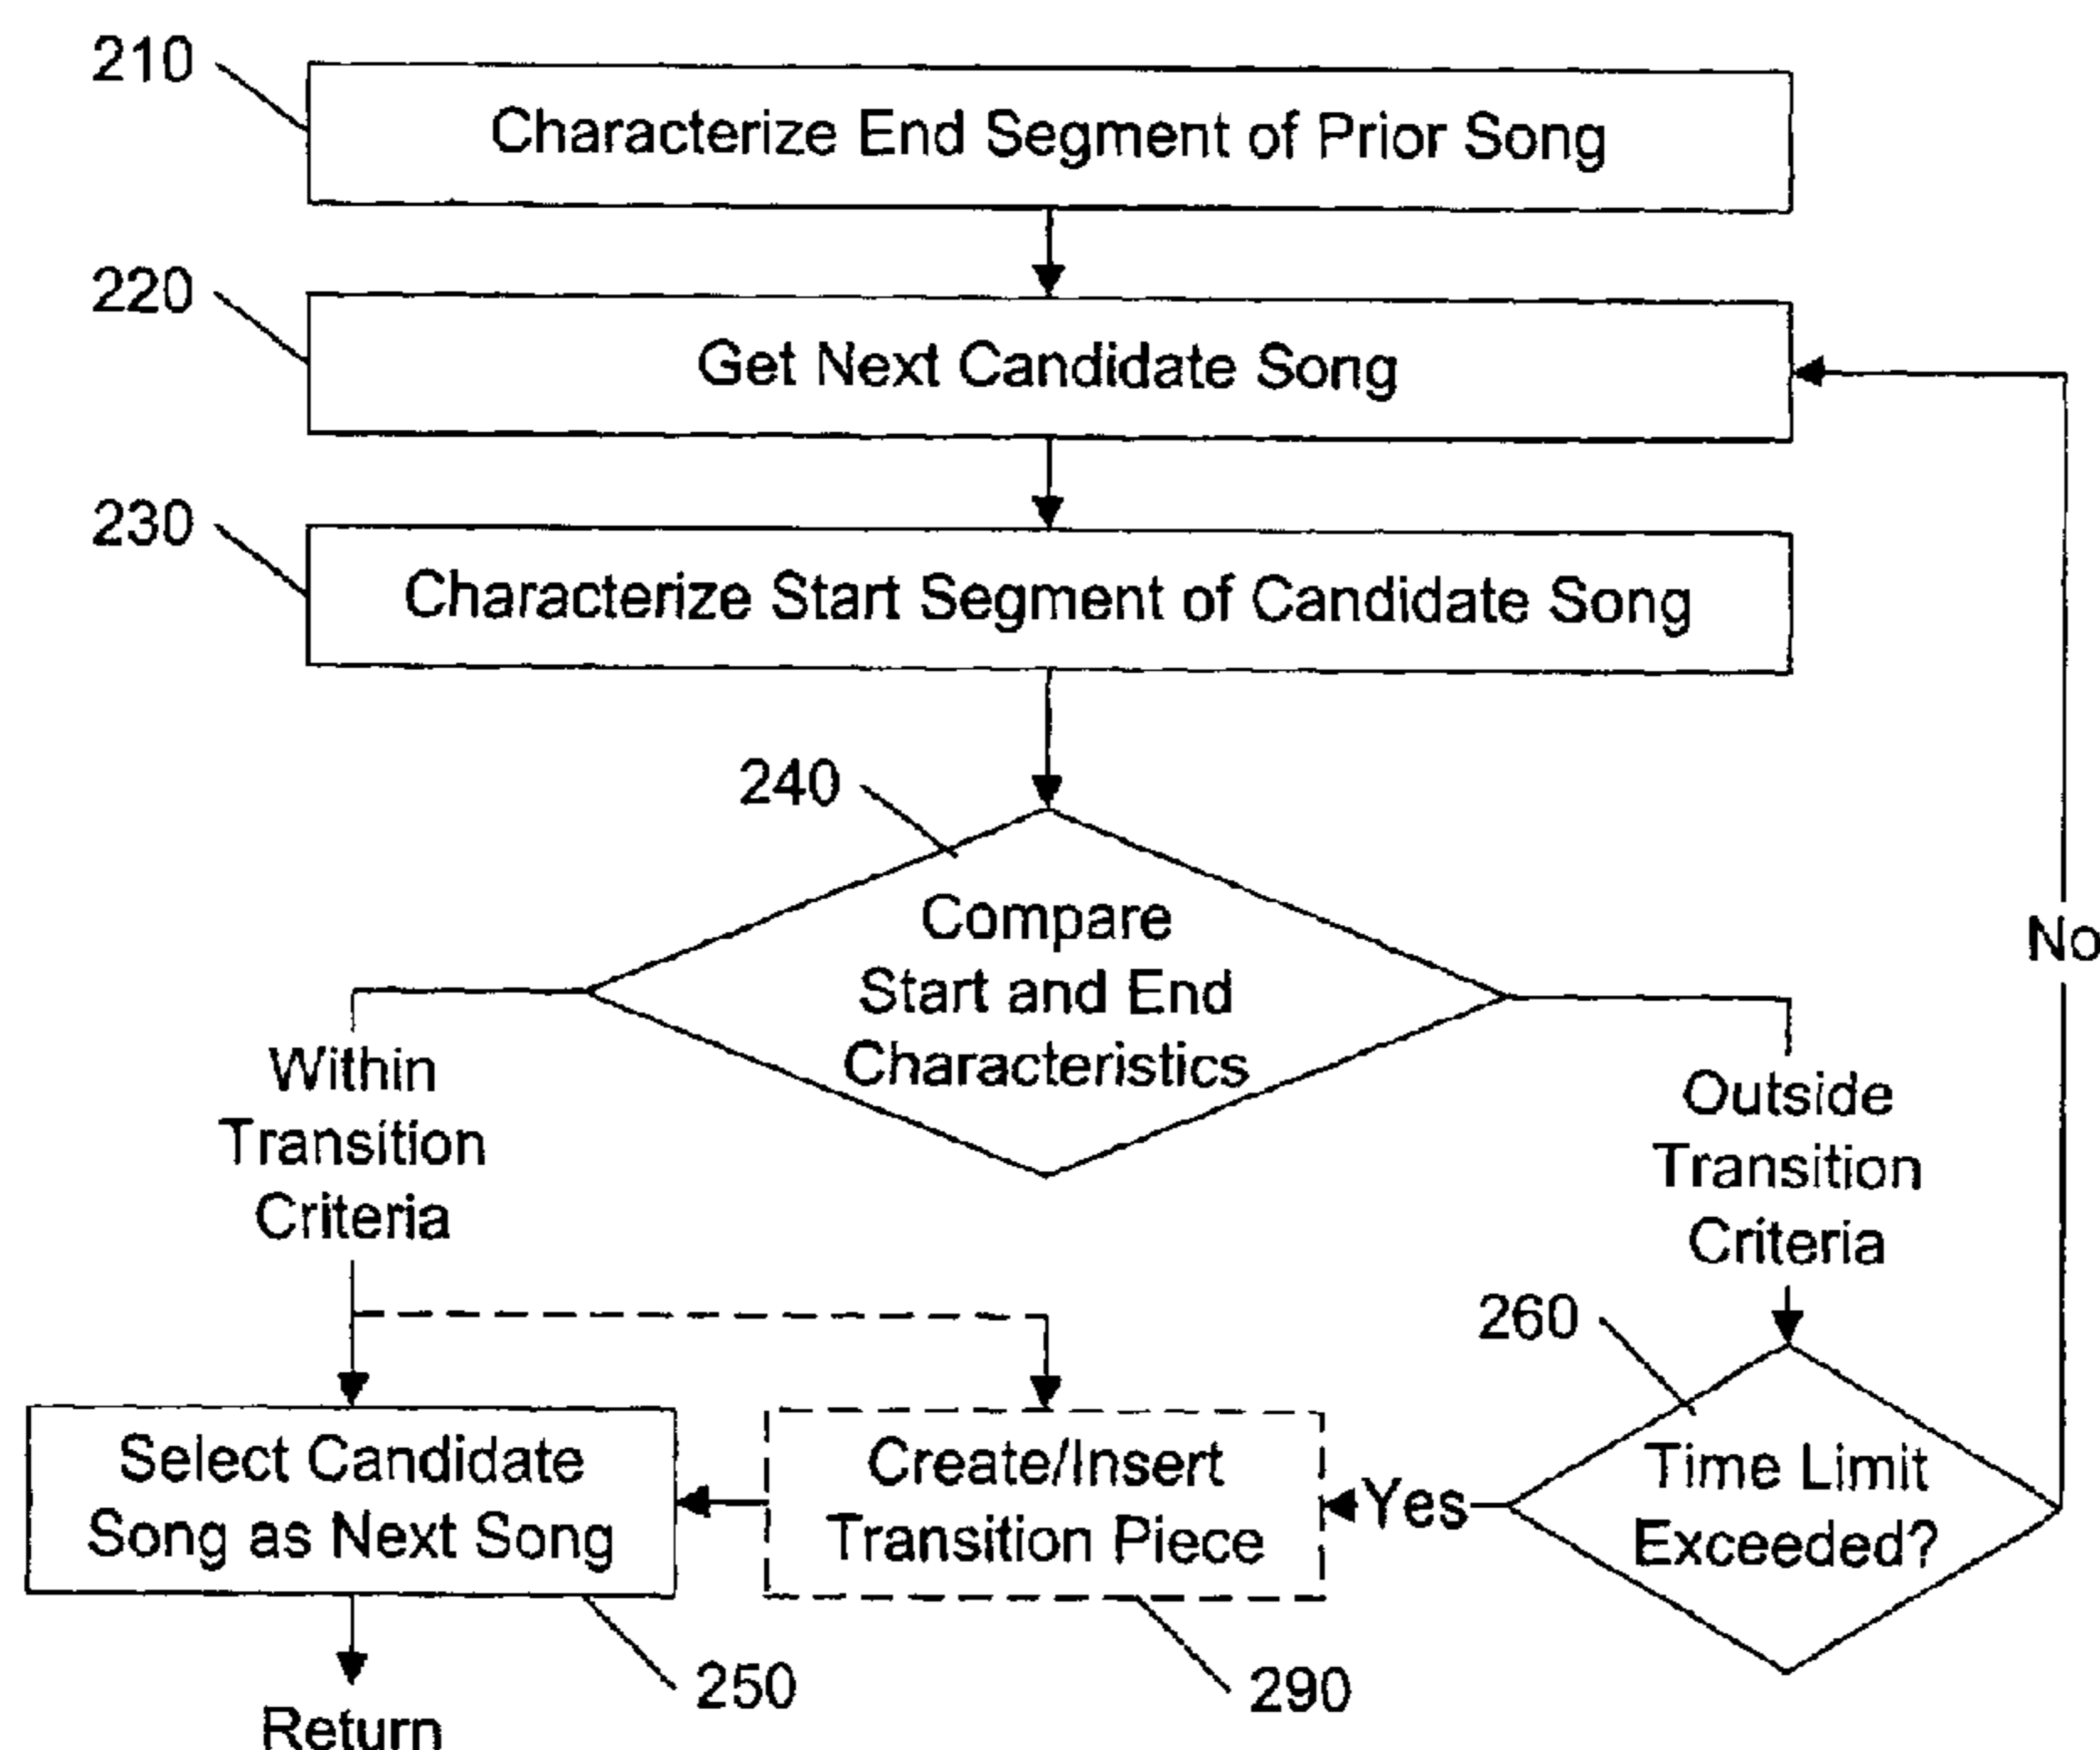 210
Characterize End Segment of Prior Song
220
Get Next Candidate Song
230
Characterize Start Segment of Candidate Song
240
Compare
Start and End
Characteristics
No
Within
Transition
Criteria
Outside
Transition
Criteria
260
Select Candidate
Song as Next Song
Create/Insert
Transition Piece
Yes
Time Limit
Exceeded?
250
290
Return